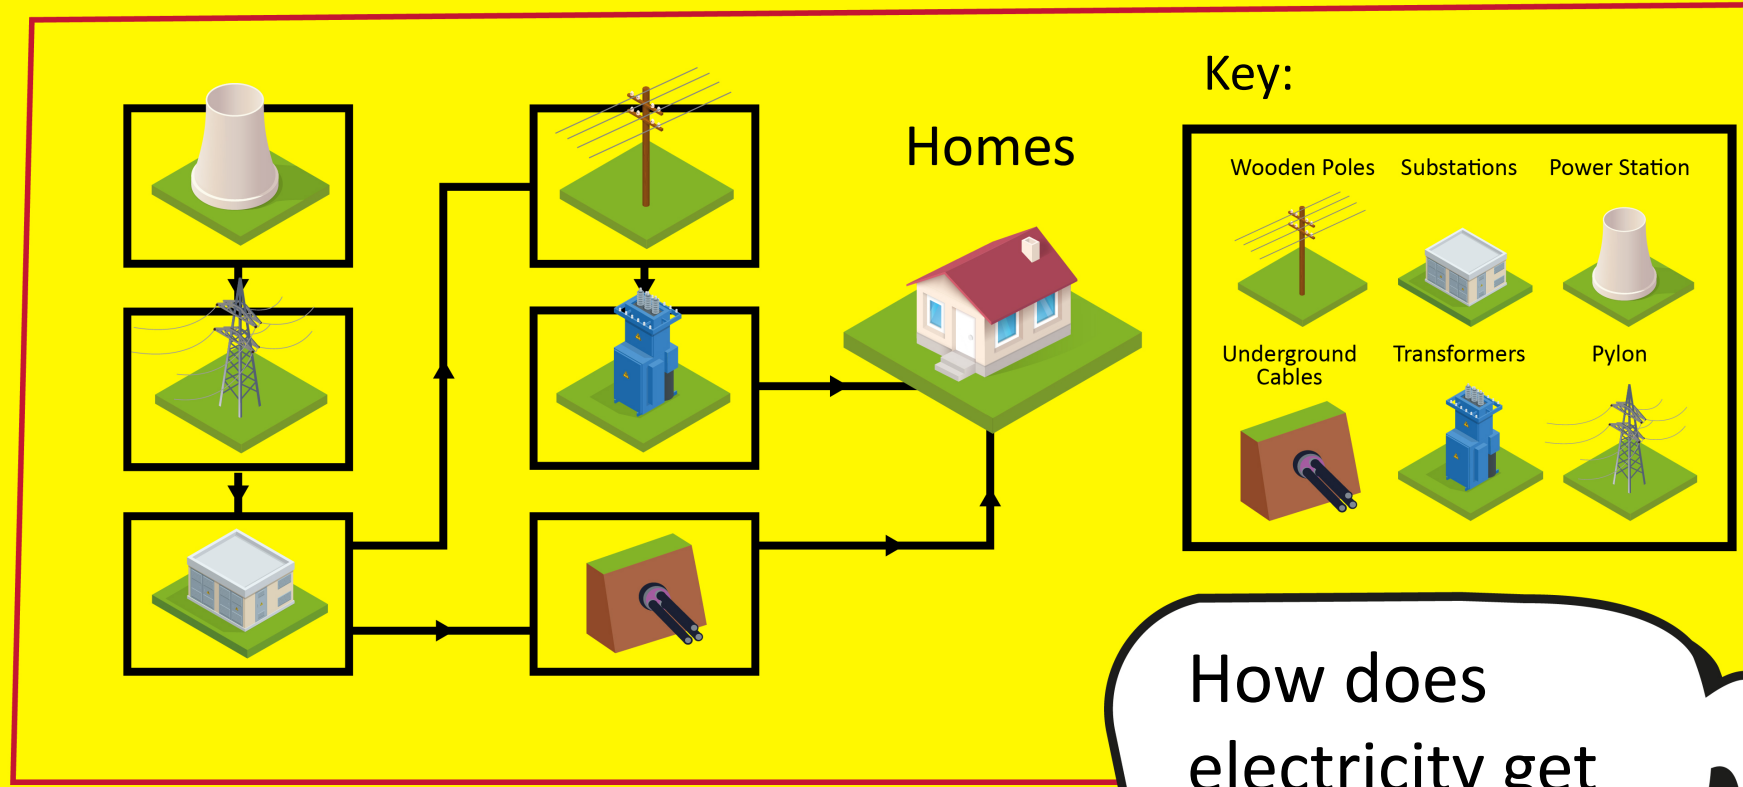 Homes
Key:
Wooden Poles
Substations
Power Station
Underground
Cables
Transformers
Pylon
How does
electricity get